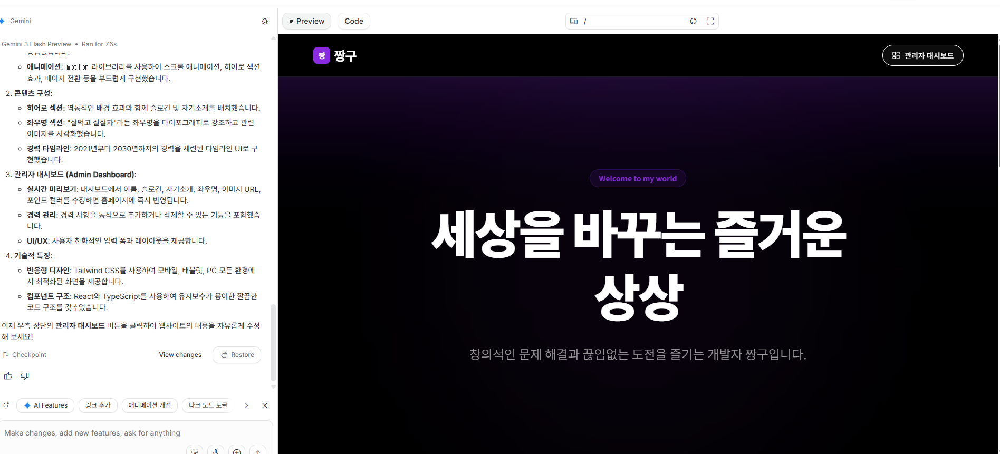 Gemini
Gemini 3 Flash Preview • Ran for 76s
애니메이션: motion 라이브러리를 사용하여 스크롤 애니메이션, 히어로 섹션
효과, 페이지 전환 등을 부드럽게 구현했습니다.
2. 콘텐츠 구성:
히어로 섹션: 역동적인 배경 효과와 함께 슬로건 및 자기소개를 배치했습니다.
좌우명 섹션: "잘먹고 잘살자"라는 좌우명을 타이포그래피로 강조하고 관련
이미지를 시각화했습니다.
경력 타임라인: 2021년부터 2030년까지의 경력을 세련된 타임라인 UI로 구
현했습니다.
3. 관리자 대시보드 (Admin Dashboard):
실시간 미리보기: 대시보드에서 이름, 슬로건, 자기소개, 좌우명, 이미지 URL,
포인트 컬러를 수정하면 홈페이지에 즉시 반영됩니다.
경력 관리: 경력 사항을 동적으로 추가하거나 삭제할 수 있는 기능을 포함했습
니다.
UI/UX: 사용자 친화적인 입력 폼과 레이아웃을 제공합니다.
4. 기술적 특징:
반응형 디자인: Tailwind CSS를 사용하여 모바일, 태블릿, PC 모든 환경에
서 최적화된 화면을 제공합니다.
컴포넌트 구조: React와 TypeScript를 사용하여 유지보수가 용이한 깔끔한
코드 구조를 갖추었습니다.
이제 우측 상단의 관리자 대시보드 버튼을 클릭하여 웹사이트의 내용을 자유롭게 수정
해 보세요!
Checkpoint View changes Restore
AI Features 링크 추가 애니메이션 개선 다크 모드 토글
Make changes, add new features, ask for anything
Preview Code /
짱 짱구 관리자 대시보드
Welcome to my world
세상을 바꾸는 즐거운
상상
창의적인 문제 해결과 끊임없는 도전을 즐기는 개발자 짱구입니다.